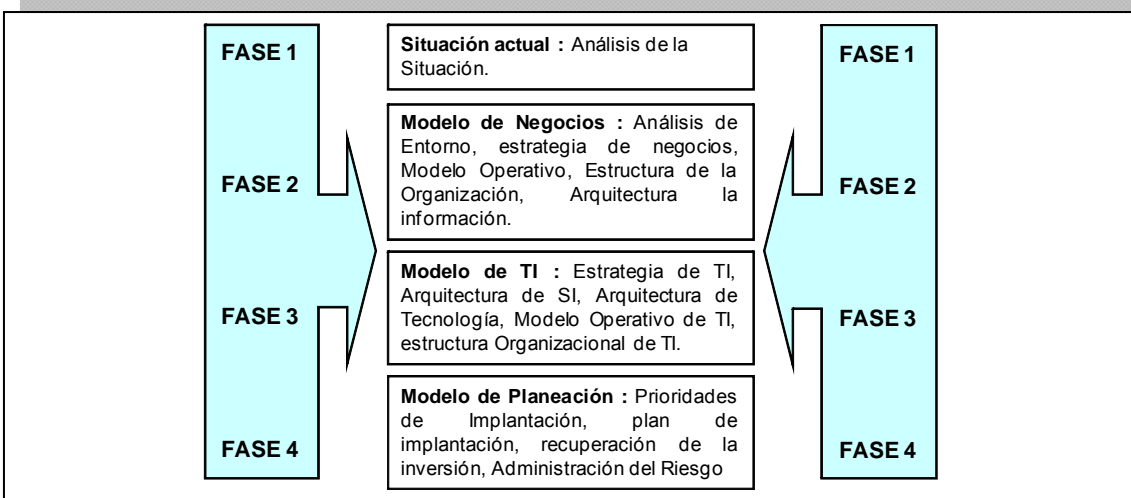 FASE 1
Situación actual : Análisis de la
Situación.
FASE 1
FASE 2
Modelo de Negocios : Análisis de
Entorno, estrategia de negocios,
Modelo Operativo, Estructura de la
Organización, Arquitectura la
información.
FASE 2
FASE 3
Modelo de TI : Estrategia de TI,
Arquitectura de SI, Arquitectura de
Tecnología, Modelo Operativo de TI,
estructura Organizacional de TI.
FASE 3
FASE 4
Modelo de Planeación : Prioridades
de Implantación, plan de
implantación, recuperación de la
inversión, Administración del Riesgo
FASE 4